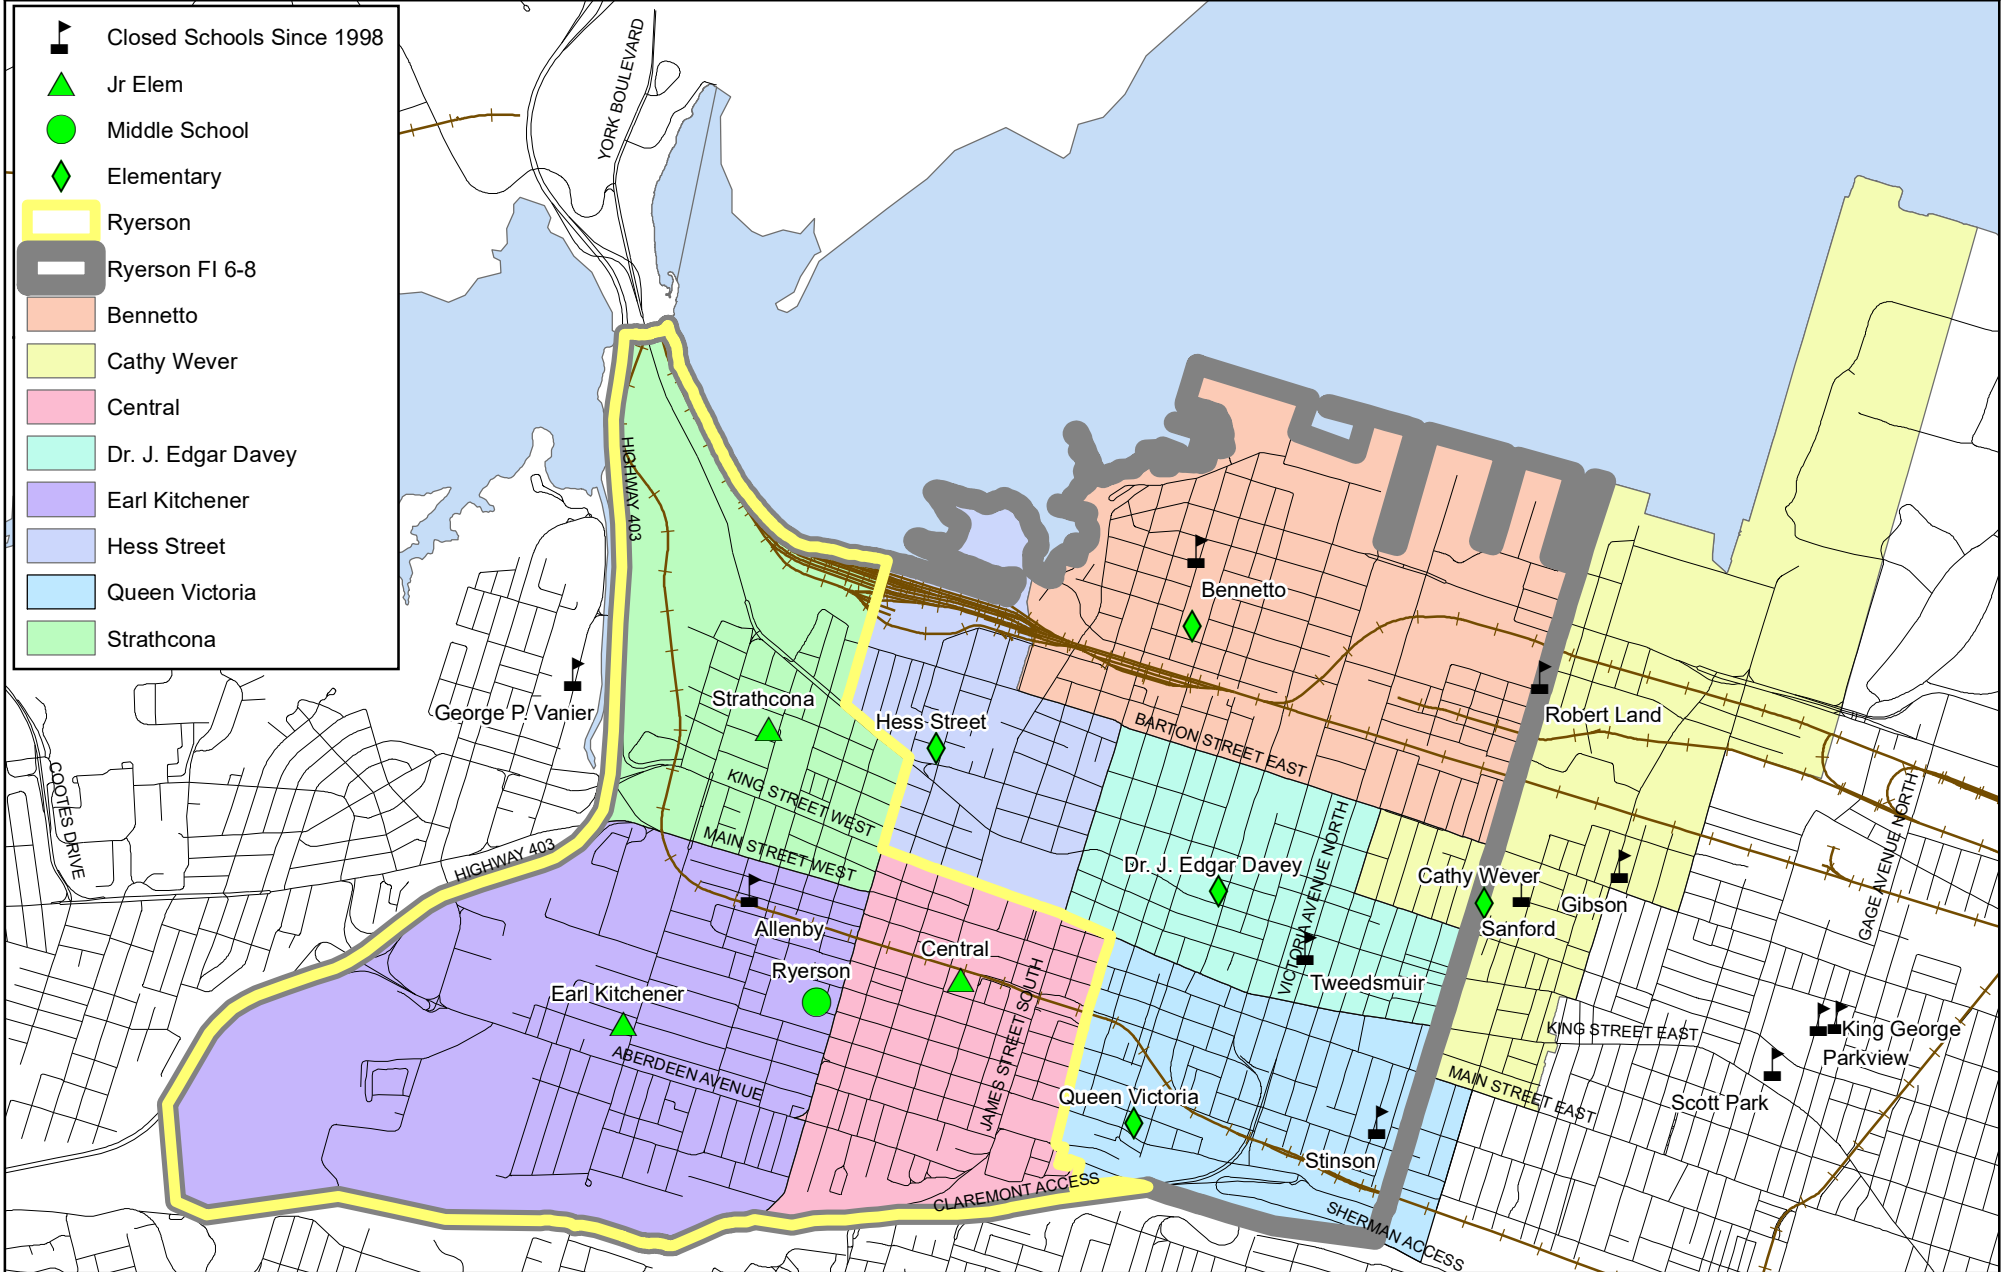 Closed Schools Since 1998
Jr Elem
Middle School
Elementary
Ryerson
Ryerson FI 6-8
Bennetto
Cathy Wever
Central
Dr. J. Edgar Davey
Earl Kitchener
Hess Street
Queen Victoria
Strathcona
YORK BOULEVARD
HIGHWAY 403
Bennetto
George P. Vanier
Strathcona
Hess Street
Robert Land
BARTON STREET EAST
COOTES DRIVE
KING STREET WEST
MAIN STREET WEST
HIGHWAY 403
VICTORIA AVENUE NORTH
GAGE AVENUE NORTH
Dr. J. Edgar Davey
Cathy Wever
Gibson
Sanford
Allenby
Central
Ryerson
Tweedsmuir
Earl Kitchener
JAMES STREET SOUTH
KING STREET EAST
King George
Parkview
ABERDEEN AVENUE
MAIN STREET EAST
Queen Victoria
Scott Park
Stinson
CLAREMONT ACCESS
SHERMAN ACCESS